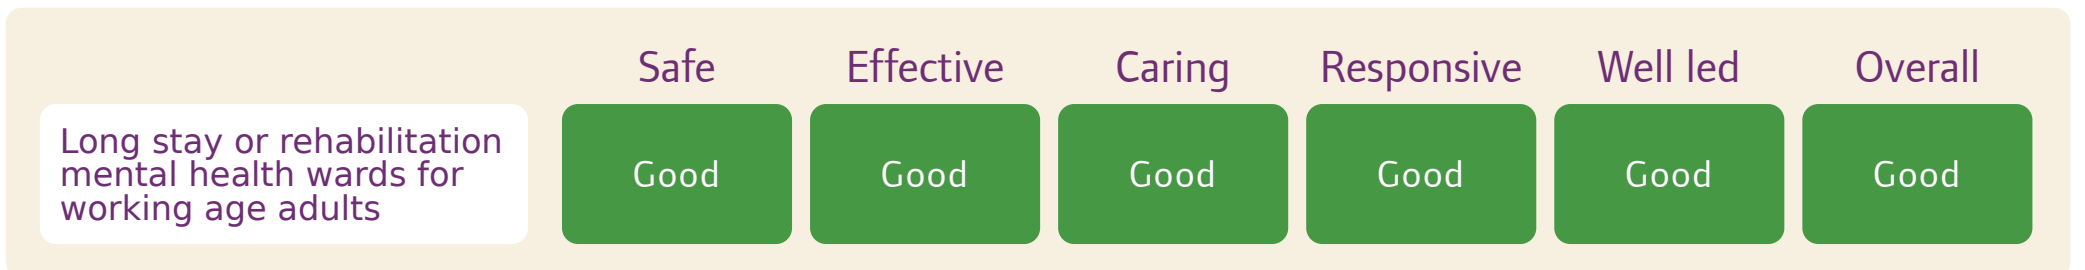 Safe Effective Caring Responsive Well led Overall
Long stay or rehabilitation
mental health wards for
working age adults
Good Good Good Good Good Good